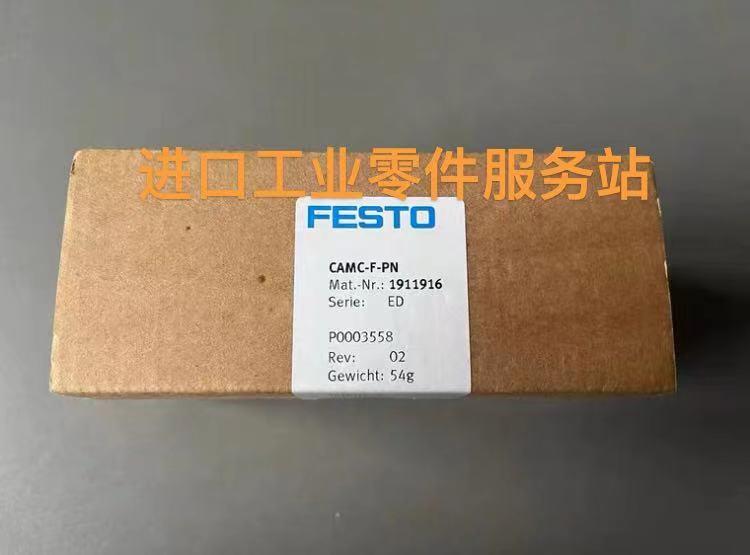 进口工业零件服务站
FESTO
CAMC-F-PN
Mat.-Nr.: 1911916
Serie: ED
P0003558
Rev: 02
Gewicht: 54g